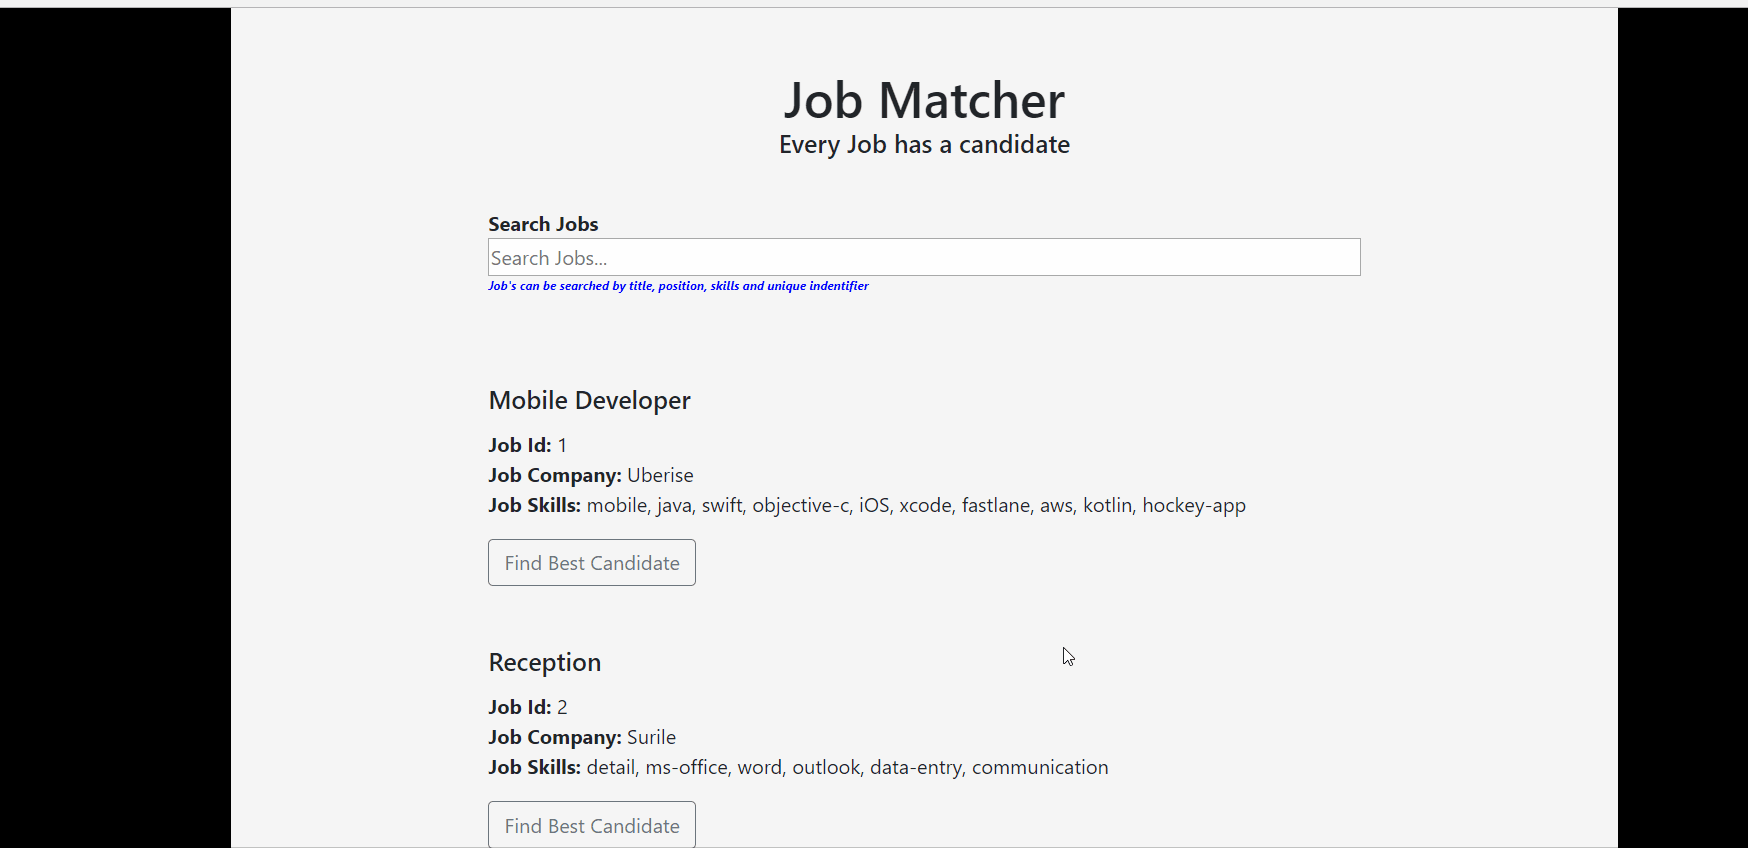 Job Matcher
Every Job has a candidate
Search Jobs
Search Jobs...
Job's can be searched by title, position, skills and unique indentifier
Mobile Developer
Job Id: 1
Job Company: Uberise
Job Skills: mobile, java, swift, objective-c, iOS, xcode, fastlane, aws, kotlin, hockey-app
Find Best Candidate
Reception
Job Id: 2
Job Company: Surile
Job Skills: detail, ms-office, word, outlook, data-entry, communication
Find Best Candidate